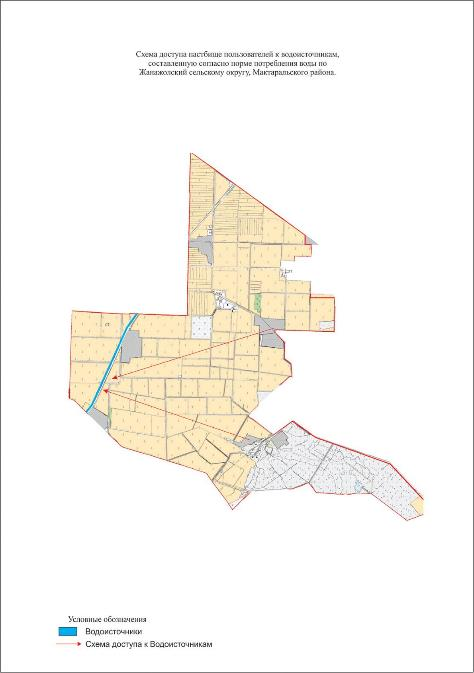 Схема доступа пастбище пользователей к водоисточникам,
составленную согласно норме потребления воды по
Жанажолский сельскому округу, Мактаральского района.
Условные обозначения
Водоисточники
Схема доступа к Водоисточникам